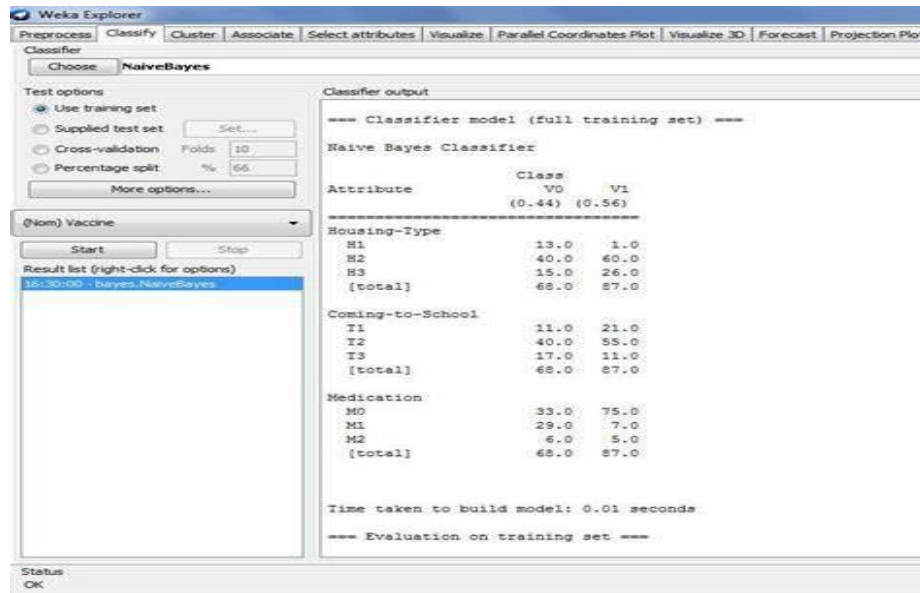 Weka Explorer
Preprocess Classify Cluster Associate Select attributes Visualize Parallel Coordinates Plot Visualize 3D Forecast Projection Plo
Classifier
Choose NaiveBayes
Test options
Use training set
Supplied test set Set...
Cross-validation Folds 10
Percentage split % 66
More options...
(Nom) Vaccine
Start Stop
Result list (right-click for options)
16:30:00 - bayes.NaiveBayes
Classifier output
=== Classifier model (full training set) ===
Naive Bayes Classifier
Class
Attribute V0 V1
(0.44) (0.56)
==================================
Housing-Type
H1 13.0 1.0
H2 40.0 60.0
H3 15.0 26.0
[total] 68.0 87.0
Coming-to-School
T1 11.0 21.0
T2 40.0 55.0
T3 17.0 11.0
[total] 68.0 87.0
Medication
M0 33.0 75.0
M1 29.0 7.0
M2 6.0 5.0
[total] 68.0 87.0
Time taken to build model: 0.01 seconds
=== Evaluation on training set ===
Status
OK